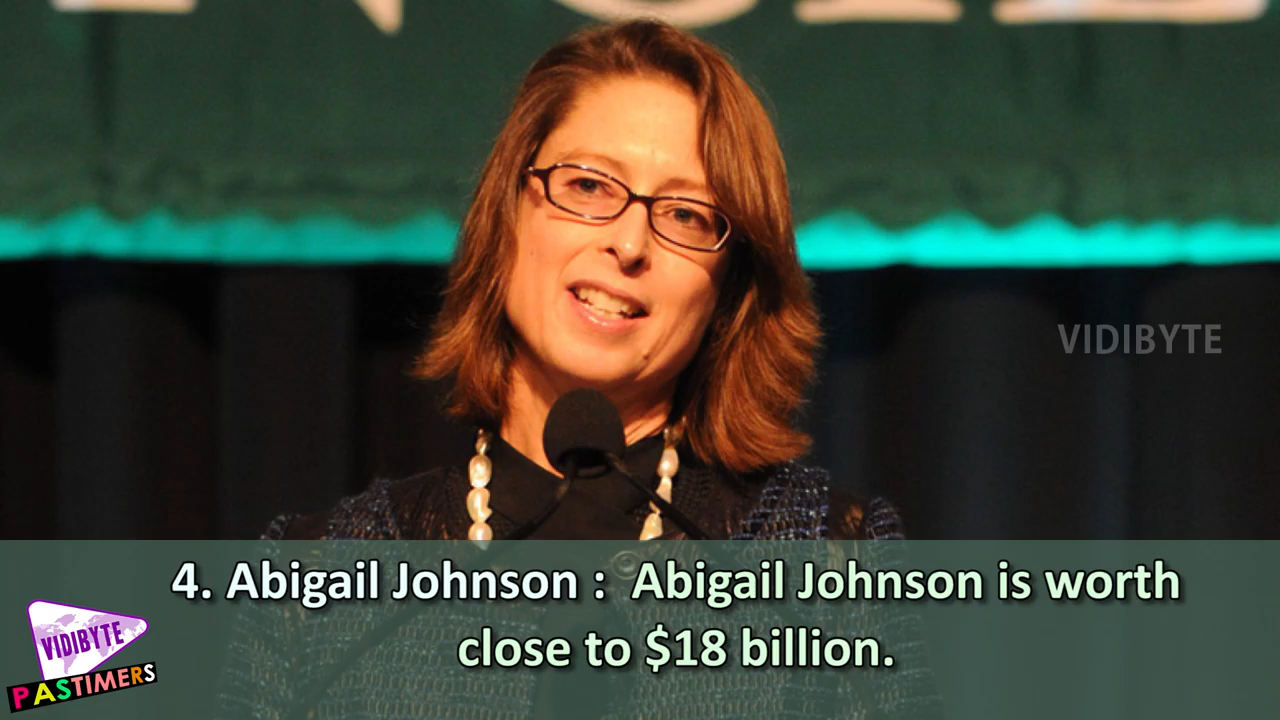 VIDIBYTE
4. Abigail Johnson : Abigail Johnson is worth
close to $18 billion.
VIDIBYTE
PASTIMERS